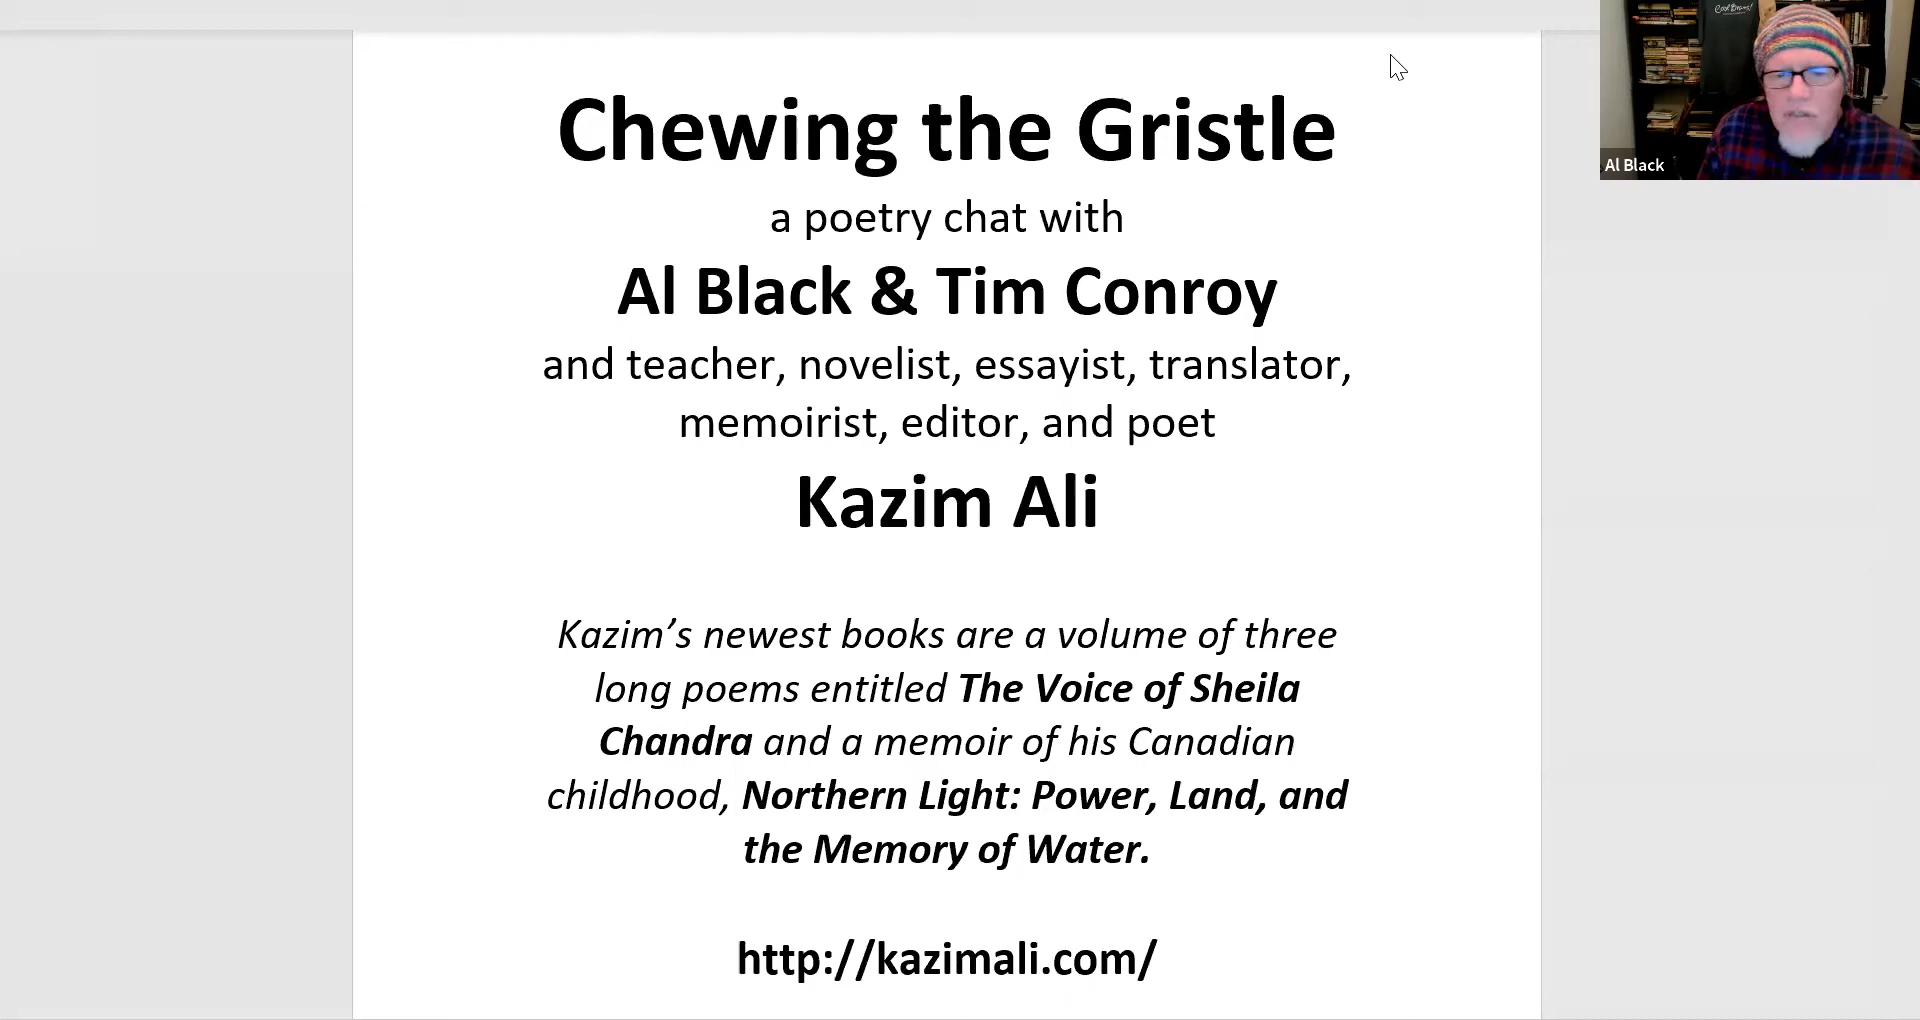 Chewing the Gristle
a poetry chat with
Al Black & Tim Conroy
and teacher, novelist, essayist, translator,
memoirist, editor, and poet
Kazim Ali
Kazim’s newest books are a volume of three
long poems entitled The Voice of Sheila
Chandra and a memoir of his Canadian
childhood, Northern Light: Power, Land, and
the Memory of Water.
http://kazimali.com/
Cool Beans!
Al Black